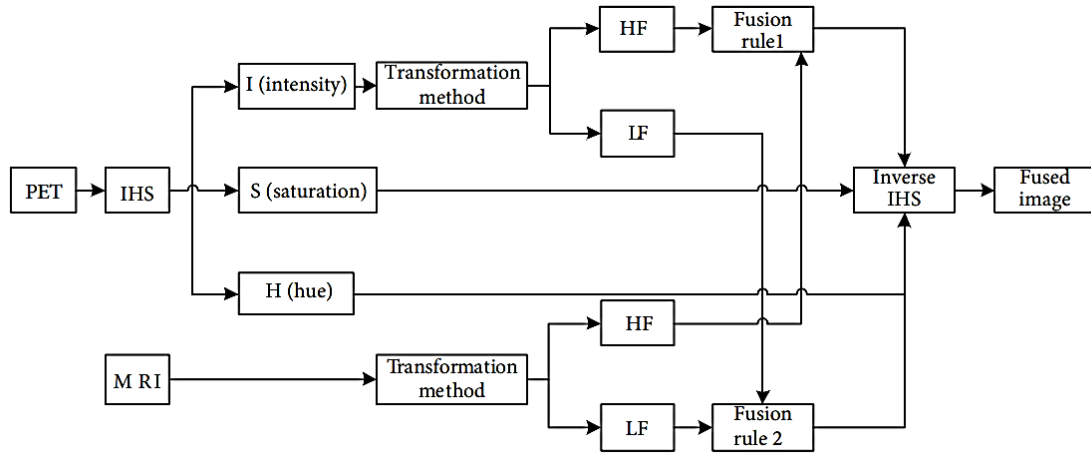 HF
Fusion
rule1
I (intensity)
Transformation
method
LF
PET
IHS
S (saturation)
Inverse
IHS
Fused
image
H (hue)
HF
M RI
Transformation
method
LF
Fusion
rule 2